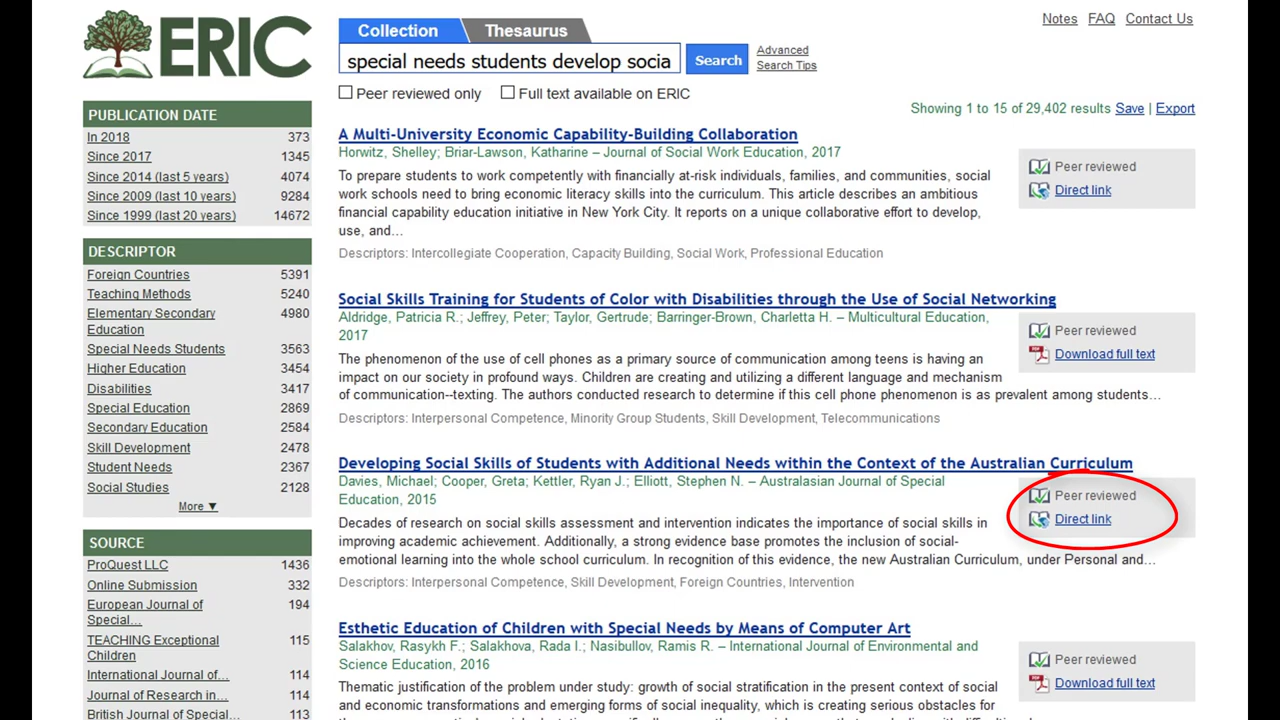 ERIC
Collection
Thesaurus
Notes FAQ Contact Us
special needs students develop socia
Search
Advanced
Search Tips
Peer reviewed only
Full text available on ERIC
Showing 1 to 15 of 29,402 results Save | Export
PUBLICATION DATE
In 2018 373
Since 2017 1345
Since 2014 (last 5 years) 4074
Since 2009 (last 10 years) 9284
Since 1999 (last 20 years) 14672
DESCRIPTOR
Foreign Countries 5391
Teaching Methods 5240
Elementary Secondary 4980
Education
Special Needs Students 3563
Higher Education 3454
Disabilities 3417
Special Education 2869
Secondary Education 2584
Skill Development 2478
Student Needs 2367
Social Studies 2128
More ▼
SOURCE
ProQuest LLC 1436
Online Submission 332
European Journal of 194
Special...
TEACHING Exceptional 115
Children
International Journal of... 114
Journal of Research in... 114
British Journal of Special... 113
A Multi-University Economic Capability-Building Collaboration
Horwitz, Shelley; Briar-Lawson, Katharine – Journal of Social Work Education, 2017
To prepare students to work competently with financially at-risk individuals, families, and communities, social
work schools need to bring economic literacy skills into the curriculum. This article describes an ambitious
financial capability education initiative in New York City. It reports on a unique collaborative effort to develop,
use, and...
Descriptors: Intercollegiate Cooperation, Capacity Building, Social Work, Professional Education
Peer reviewed
Direct link
Social Skills Training for Students of Color with Disabilities through the Use of Social Networking
Aldridge, Patricia R.; Jeffrey, Peter; Taylor, Gertrude; Barringer-Brown, Charletta H. – Multicultural Education,
2017
The phenomenon of the use of cell phones as a primary source of communication among teens is having an
impact on our society in profound ways. Children are creating and utilizing a different language and mechanism
of communication--texting. The authors conducted research to determine if this cell phone phenomenon is as prevalent among students...
Descriptors: Interpersonal Competence, Minority Group Students, Skill Development, Telecommunications
Peer reviewed
Download full text
Developing Social Skills of Students with Additional Needs within the Context of the Australian Curriculum
Davies, Michael; Cooper, Greta; Kettler, Ryan J.; Elliott, Stephen N. – Australasian Journal of Special
Education, 2015
Decades of research on social skills assessment and intervention indicates the importance of social skills in
improving academic achievement. Additionally, a strong evidence base promotes the inclusion of social-
emotional learning into the whole school curriculum. In recognition of this evidence, the new Australian Curriculum, under Personal and...
Descriptors: Interpersonal Competence, Skill Development, Foreign Countries, Intervention
Peer reviewed
Direct link
Esthetic Education of Children with Special Needs by Means of Computer Art
Salakhov, Rasykh F.; Salakhova, Rada I.; Nasibullov, Ramis R. – International Journal of Environmental and
Science Education, 2016
Thematic justification of the problem under study: growth of social stratification in the present context of social
and economic transformations and emerging forms of social inequality, which is creating serious obstacles for
Peer reviewed
Download full text